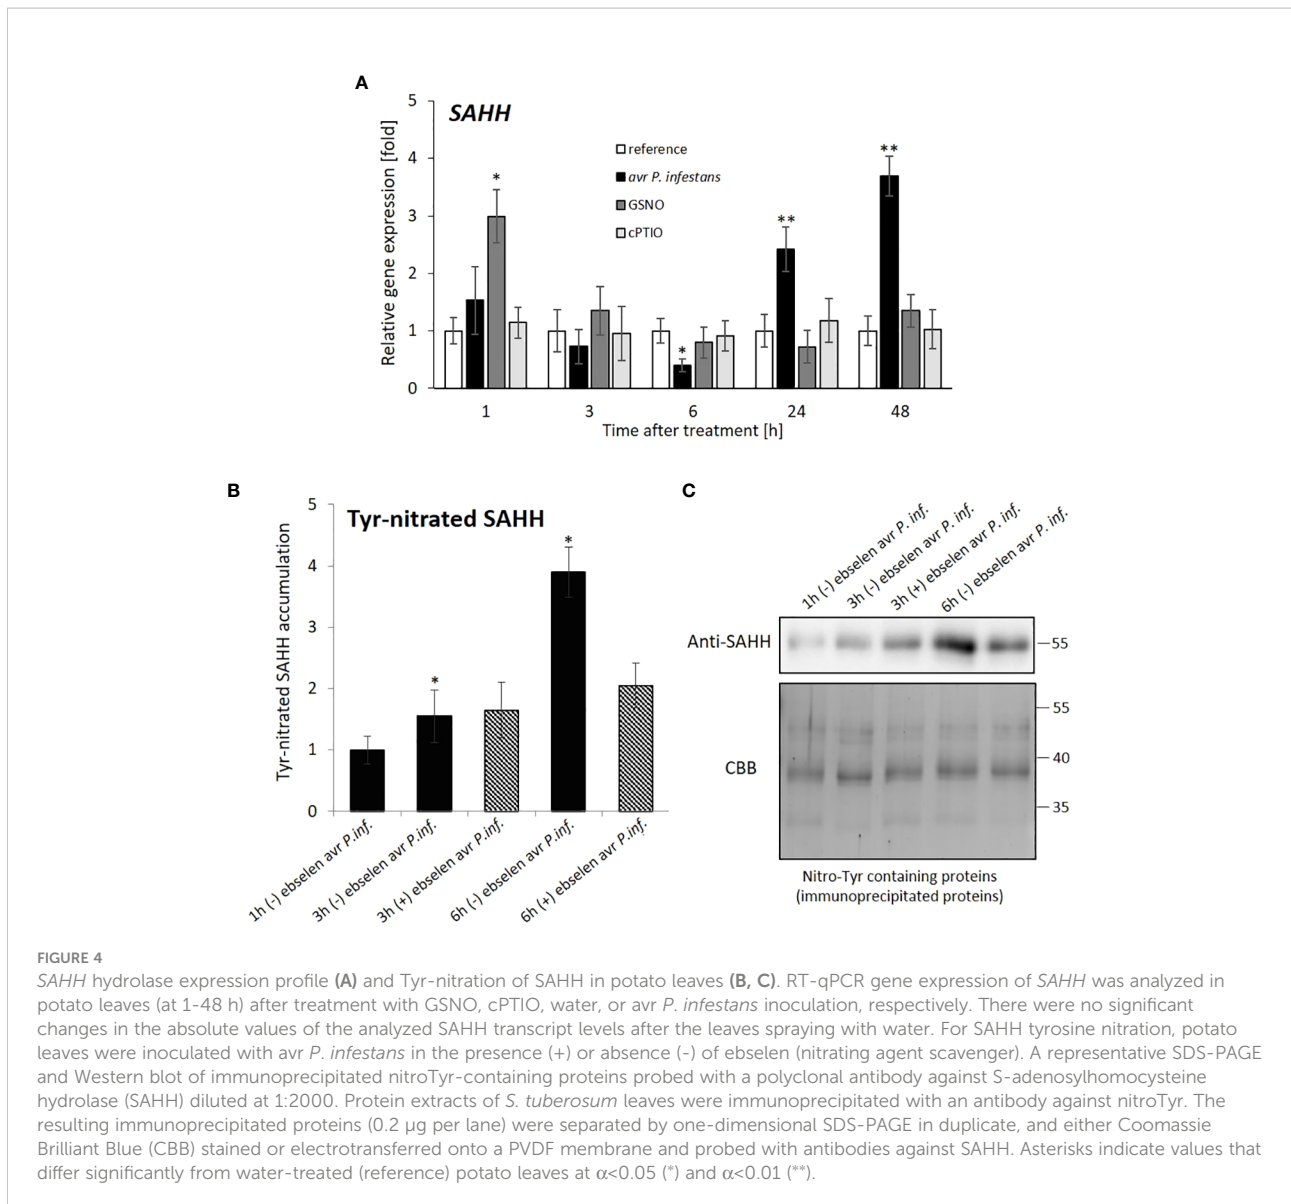 A
SAHH
Relative gene expression [fold]
5
4
3
2
1
0
reference
avr P. infestans
GSNO
cPTIO
*
*
**
**
1 3 6 24 48
Time after treatment [h]
B
Tyr-nitrated SAHH
Tyr-nitrated SAHH accumulation
5
4
3
2
1
0
*
*
1h (-) ebselen avr P.inf.
3h (-) ebselen avr P.inf.
3h (+) ebselen avr P.inf.
6h (-) ebselen avr P.inf.
6h (+) ebselen avr P.inf.
C
1h (-) ebselen avr P. inf.
3h (-) ebselen avr P. inf.
3h (+) ebselen avr P. inf.
6h (-) ebselen avr P. inf.
Anti-SAHH
55
CBB
55
40
35
Nitro-Tyr containing proteins
(immunoprecipitated proteins)
FIGURE 4
SAHH hydrolase expression profile (A) and Tyr-nitration of SAHH in potato leaves (B, C). RT-qPCR gene expression of SAHH was analyzed in
potato leaves (at 1-48 h) after treatment with GSNO, cPTIO, water, or avr P. infestans inoculation, respectively. There were no significant
changes in the absolute values of the analyzed SAHH transcript levels after the leaves spraying with water. For SAHH tyrosine nitration, potato
leaves were inoculated with avr P. infestans in the presence (+) or absence (-) of ebselen (nitrating agent scavenger). A representative SDS-PAGE
and Western blot of immunoprecipitated nitroTyr-containing proteins probed with a polyclonal antibody against S-adenosylhomocysteine
hydrolase (SAHH) diluted at 1:2000. Protein extracts of S. tuberosum leaves were immunoprecipitated with an antibody against nitroTyr. The
resulting immunoprecipitated proteins (0.2 µg per lane) were separated by one-dimensional SDS-PAGE in duplicate, and either Coomassie
Brilliant Blue (CBB) stained or electrotransferred onto a PVDF membrane and probed with antibodies against SAHH. Asterisks indicate values that
differ significantly from water-treated (reference) potato leaves at α<0.05 (*) and α<0.01 (**).